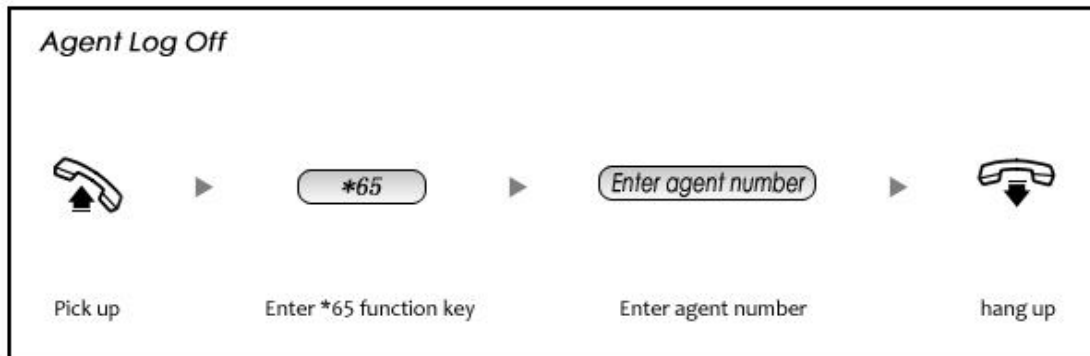 Agent Log Off
*65
Enter agent number
Pick up
Enter *65 function key
Enter agent number
hang up